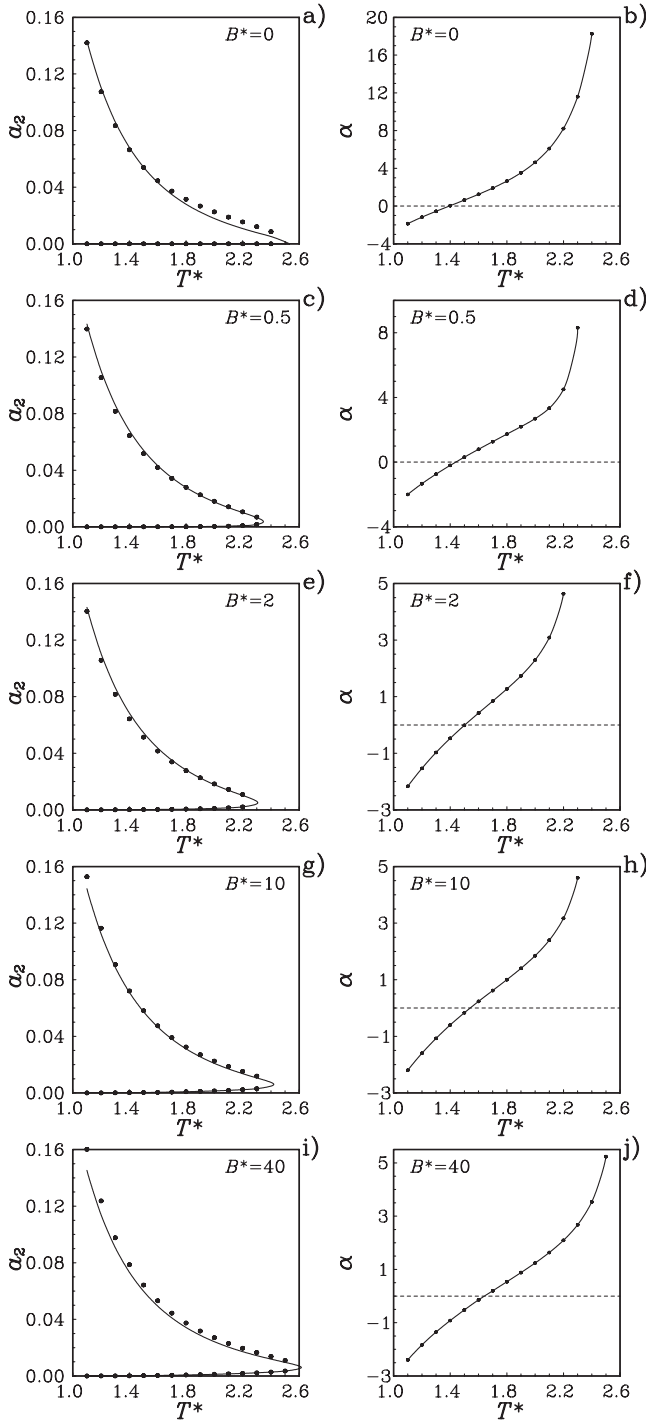 a)
B*=0
0.16
0.12
0.08
0.04
0.00
a₂
1.0 1.4 1.8 2.2 2.6
T*
b)
B*=0
20
16
12
8
4
0
−4
α
1.0 1.4 1.8 2.2 2.6
T*
c)
B*=0.5
0.16
0.12
0.08
0.04
0.00
a₂
1.0 1.4 1.8 2.2 2.6
T*
d)
B*=0.5
8
4
0
−4
α
1.0 1.4 1.8 2.2 2.6
T*
e)
B*=2
0.16
0.12
0.08
0.04
0.00
a₂
1.0 1.4 1.8 2.2 2.6
T*
f)
B*=2
5
3
1
−1
−3
α
1.0 1.4 1.8 2.2 2.6
T*
g)
B*=10
0.16
0.12
0.08
0.04
0.00
a₂
1.0 1.4 1.8 2.2 2.6
T*
h)
B*=10
5
3
1
−1
−3
α
1.0 1.4 1.8 2.2 2.6
T*
i)
B*=40
0.16
0.12
0.08
0.04
0.00
a₂
1.0 1.4 1.8 2.2 2.6
T*
j)
B*=40
5
3
1
−1
−3
α
1.0 1.4 1.8 2.2 2.6
T*